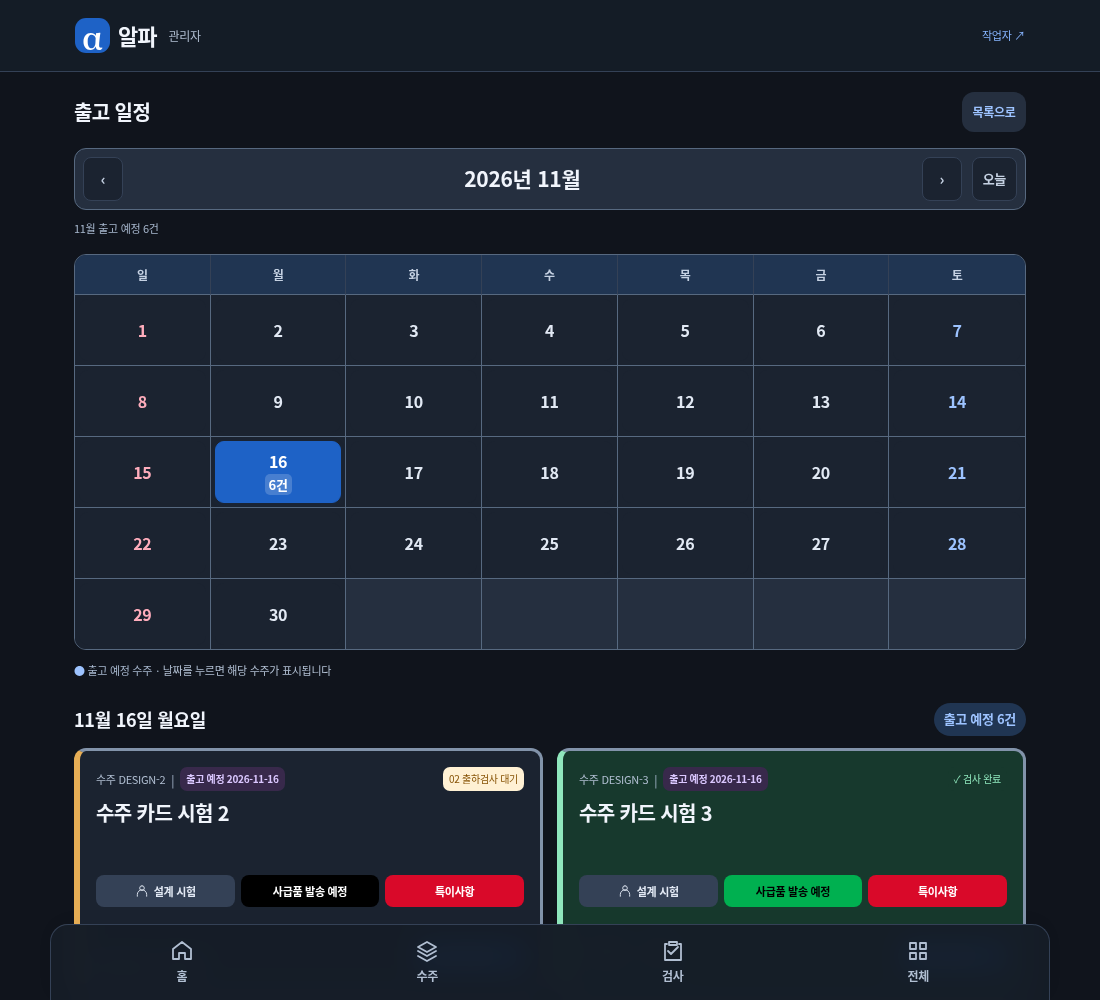 α 알파 관리자
작업자 ↗
출고 일정
목록으로
‹ 2026년 11월 › 오늘
11월 출고 예정 6건
일 월 화 수 목 금 토
1 2 3 4 5 6 7
8 9 10 11 12 13 14
15 16 17 18 19 20 21
6건
22 23 24 25 26 27 28
29 30
출고 예정 수주 · 날짜를 누르면 해당 수주가 표시됩니다
11월 16일 월요일
출고 예정 6건
수주 DESIGN-2 | 출고 예정 2026-11-16
02 출하검사 대기
수주 카드 시험 2
설계 시험 사급품 발송 예정 특이사항
수주 DESIGN-3 | 출고 예정 2026-11-16
✓ 검사 완료
수주 카드 시험 3
설계 시험 사급품 발송 예정 특이사항
홈 수주 검사 전체